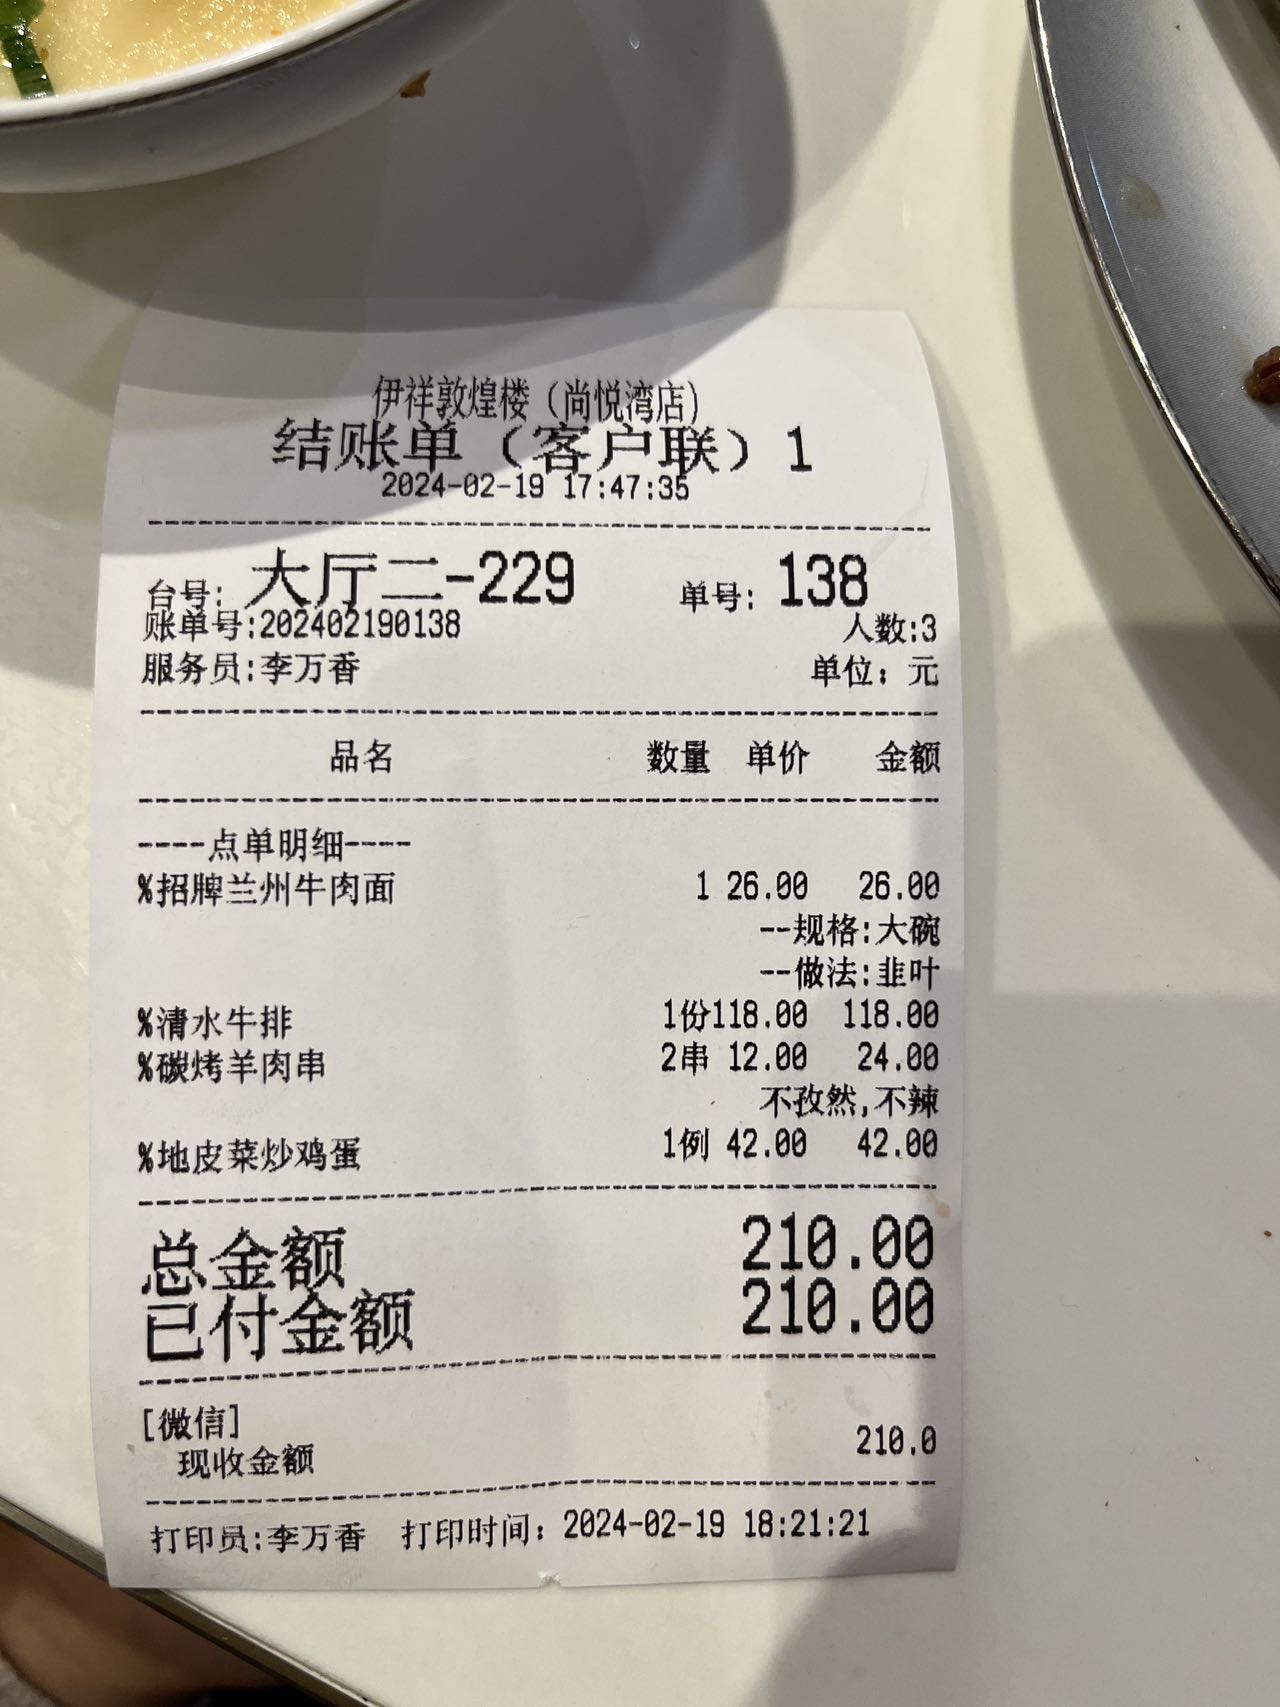 伊祥敦煌楼（尚悦湾店）
结账单（客户联）1
2024-02-19 17:47:35
台号: 大厅二-229 单号: 138
账单号:202402190138 人数:3
服务员:李万香 单位：元
品名 数量 单价 金额
----点单明细----
%招牌兰州牛肉面 1 26.00 26.00
--规格:大碗
--做法:韭叶
%清水牛排 1份118.00 118.00
%碳烤羊肉串 2串 12.00 24.00
不孜然,不辣
%地皮菜炒鸡蛋 1例 42.00 42.00
总金额 210.00
已付金额 210.00
[微信]
现收金额 210.0
打印员:李万香 打印时间：2024-02-19 18:21:21